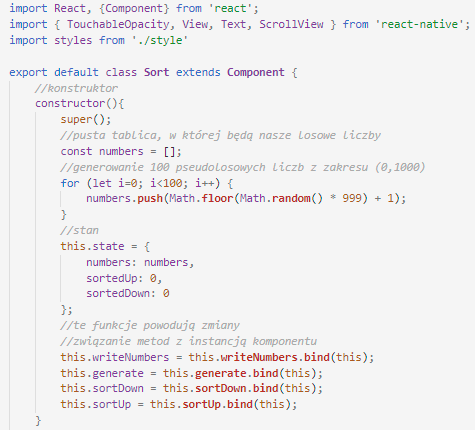 import React, {Component} from 'react';
import { TouchableOpacity, View, Text, ScrollView } from 'react-native';
import styles from './style'
export default class Sort extends Component {
//konstruktor
constructor(){
super();
//pusta tablica, w której będą nasze losowe liczby
const numbers = [];
//generowanie 100 pseudolosowych liczb z zakresu (0,1000)
for (let i=0; i<100; i++) {
numbers.push(Math.floor(Math.random() * 999) + 1);
}
//stan
this.state = {
numbers: numbers,
sortedUp: 0,
sortedDown: 0
};
//te funkcje powodują zmiany
//związanie metod z instancją komponentu
this.writeNumbers = this.writeNumbers.bind(this);
this.generate = this.generate.bind(this);
this.sortDown = this.sortDown.bind(this);
this.sortUp = this.sortUp.bind(this);
}